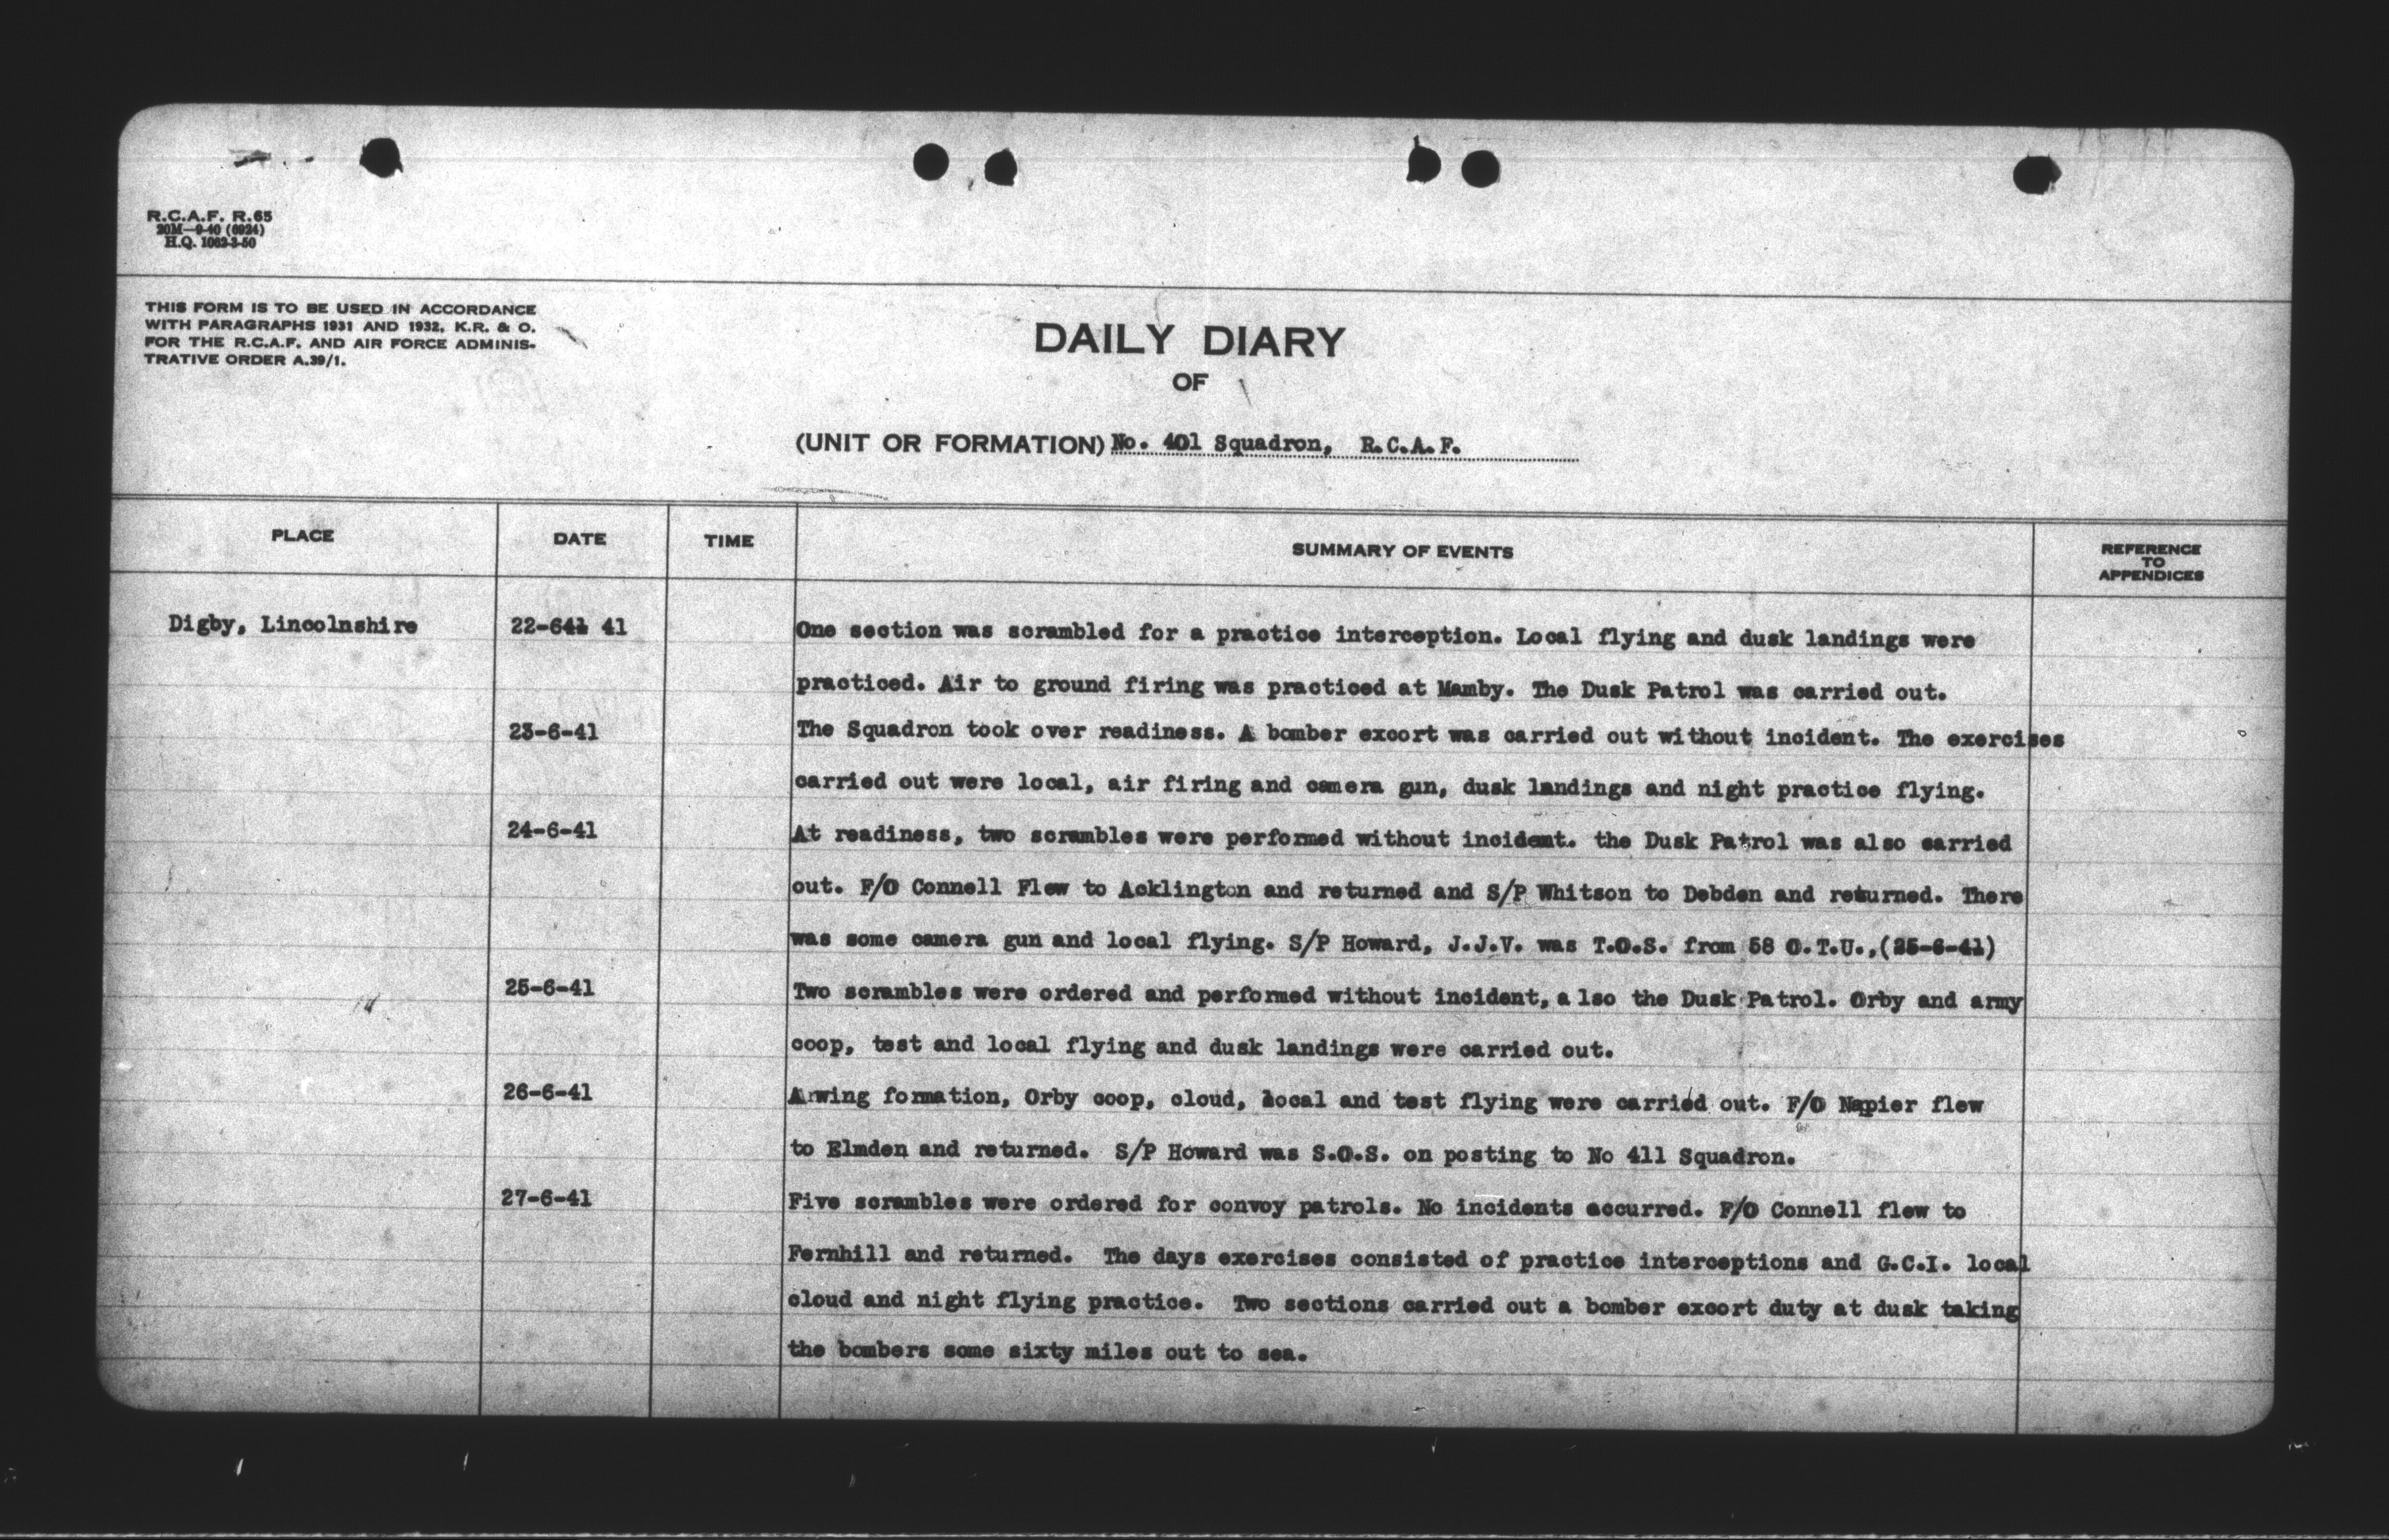 R.C.A.F. R.65
20M—9-40 (6924)
H.Q. 1062-3-50
THIS FORM IS TO BE USED IN ACCORDANCE
WITH PARAGRAPHS 1931 AND 1932, K.R. & O.
FOR THE R.C.A.F. AND AIR FORCE ADMINIS-
TRATIVE ORDER A.39/1.
DAILY DIARY
OF
(UNIT OR FORMATION) No. 401 Squadron, R.C.A.F.
PLACE DATE TIME SUMMARY OF EVENTS REFERENCE TO APPENDICES
Digby, Lincolnshire 22-641 41 One section was scrambled for a practice interception. Local flying and dusk landings were
practiced. Air to ground firing was practiced at Mamby. The Dusk Patrol was carried out.
23-6-41 The Squadron took over readiness. A bomber excort was carried out without incident. The exercises
carried out were local, air firing and camera gun, dusk landings and night practice flying.
24-6-41 At readiness, two scrambles were performed without incident. the Dusk Patrol was also carried
out. F/O Connell Flew to Acklington and returned and S/P Whitson to Debden and returned. There
was some camera gun and local flying. S/P Howard, J.J.V. was T.O.S. from 58 O.T.U.,(25-6-41)
25-6-41 Two scrambles were ordered and performed without incident, also the Dusk Patrol. Orby and army
coop, test and local flying and dusk landings were carried out.
26-6-41 A wing formation, Orby coop, cloud, local and test flying were carried out. F/O Napier flew
to Elmden and returned. S/P Howard was S.O.S. on posting to No 411 Squadron.
27-6-41 Five scrambles were ordered for convoy patrols. No incidents occurred. F/O Connell flew to
Fernhill and returned. The days exercises consisted of practice interceptions and G.C.I. local
cloud and night flying practice. Two sections carried out a bomber excort duty at dusk taking
the bombers some sixty miles out to sea.